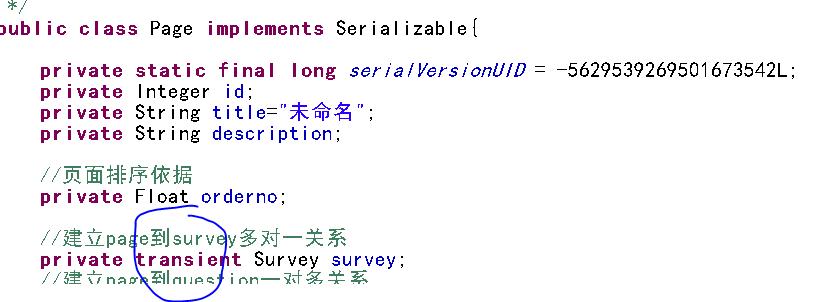 */
public class Page implements Serializable{
private static final long serialVersionUID = -5629539269501673542L;
private Integer id;
private String title="未命名";
private String description;
//页面排序依据
private Float orderno;
//建立page到survey多对一关系
private transient Survey survey;
//建立page到question一对多关系